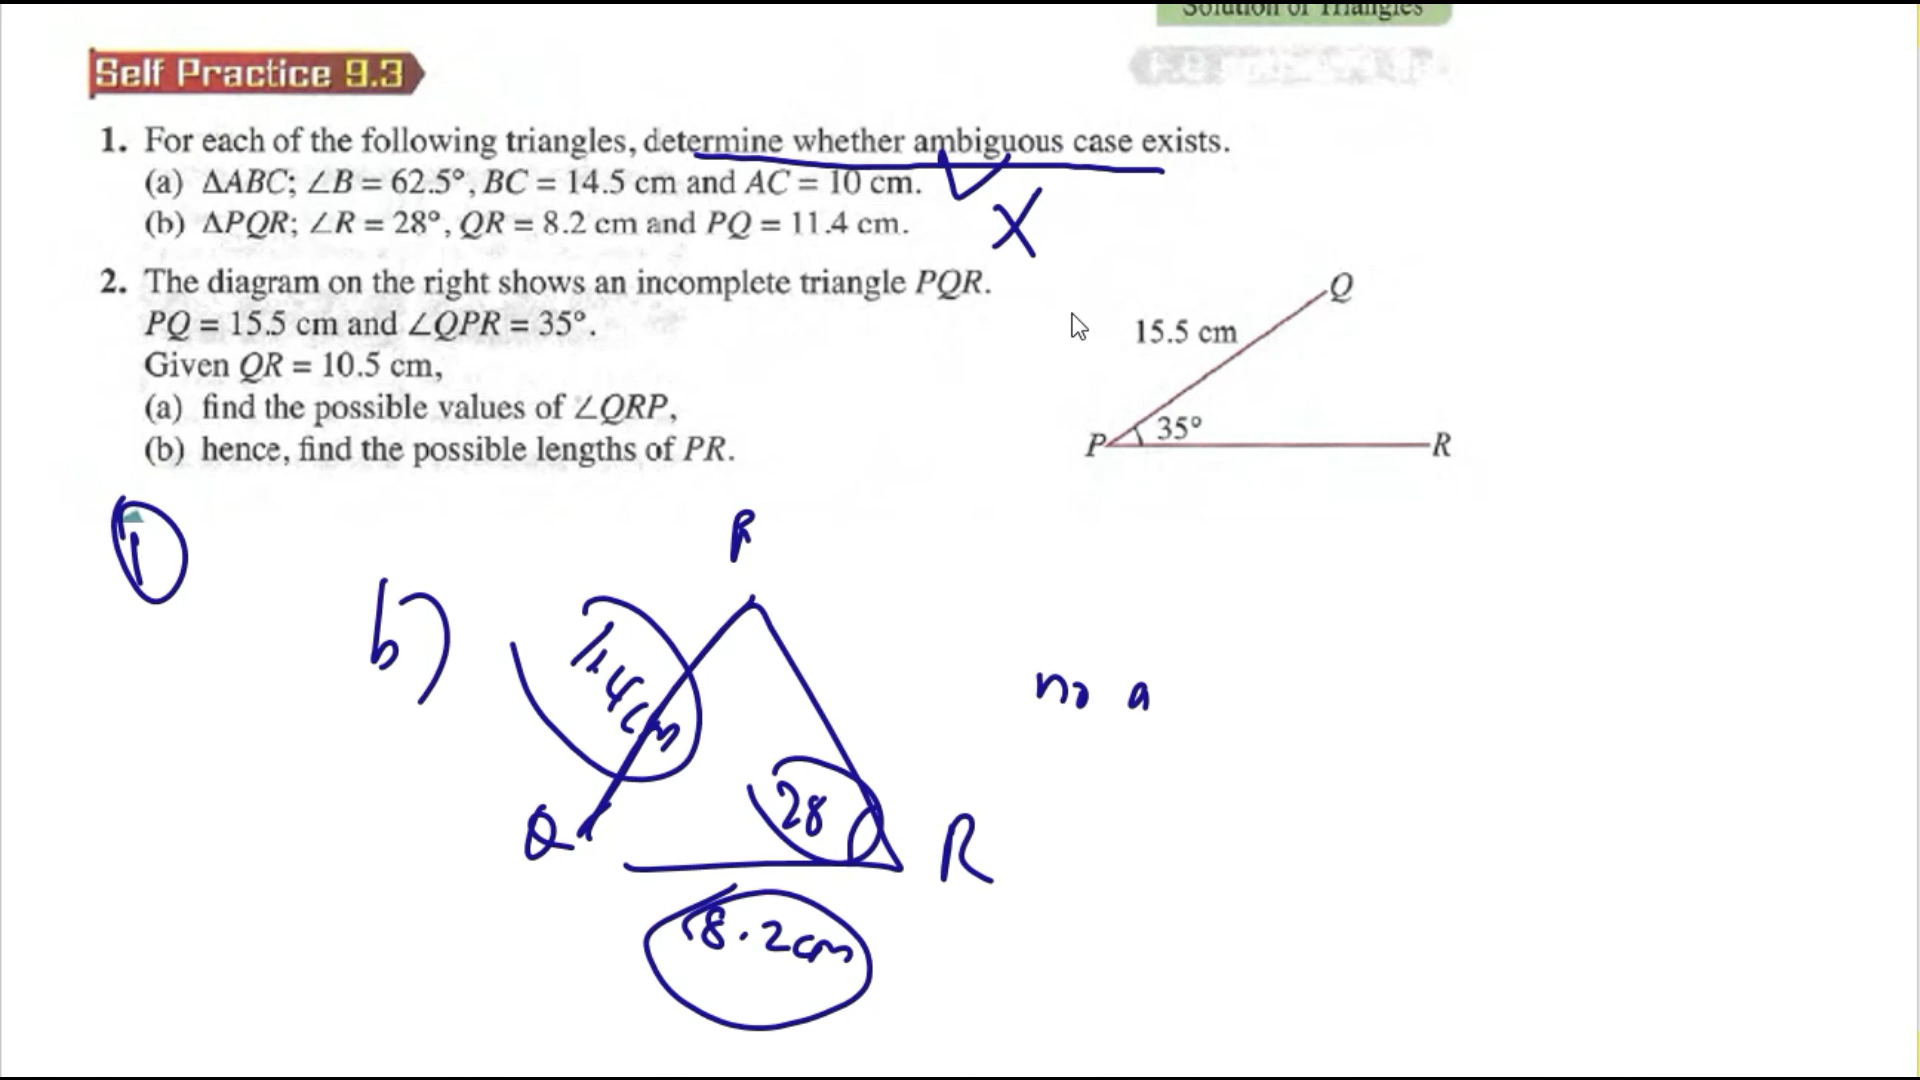 Solution of Triangles
Self Practice 9.3
1. For each of the following triangles, determine whether ambiguous case exists.
(a) ΔABC; ∠B = 62.5°, BC = 14.5 cm and AC = 10 cm.
(b) ΔPQR; ∠R = 28°, QR = 8.2 cm and PQ = 11.4 cm.
X
2. The diagram on the right shows an incomplete triangle PQR.
PQ = 15.5 cm and ∠QPR = 35°.
Given QR = 10.5 cm,
(a) find the possible values of ∠QRP,
(b) hence, find the possible lengths of PR.
Q
15.5 cm
35°
P
R
1
b)
11.4cm
no a
28
Q
R
8.2cm